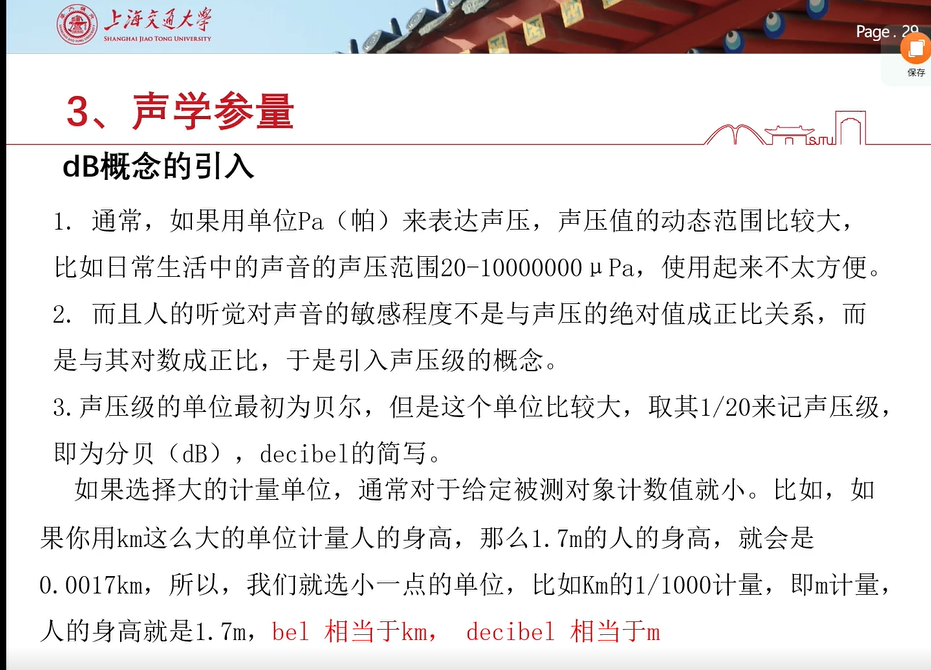 上海交通大学
SHANGHAI JIAO TONG UNIVERSITY
Page . 29
保存
3、声学参量
SJTU
dB概念的引入
1. 通常，如果用单位Pa（帕）来表达声压，声压值的动态范围比较大，
比如日常生活中的声音的声压范围20-10000000μPa，使用起来不太方便。
2. 而且人的听觉对声音的敏感程度不是与声压的绝对值成正比关系，而
是与其对数成正比，于是引入声压级的概念。
3.声压级的单位最初为贝尔，但是这个单位比较大，取其1/20来记声压级，
即为分贝（dB），decibel的简写。
如果选择大的计量单位，通常对于给定被测对象计数值就小。比如，如
果你用km这么大的单位计量人的身高，那么1.7m的人的身高，就会是
0.0017km，所以，我们就选小一点的单位，比如Km的1/1000计量，即m计量，
人的身高就是1.7m，bel 相当于km， decibel 相当于m